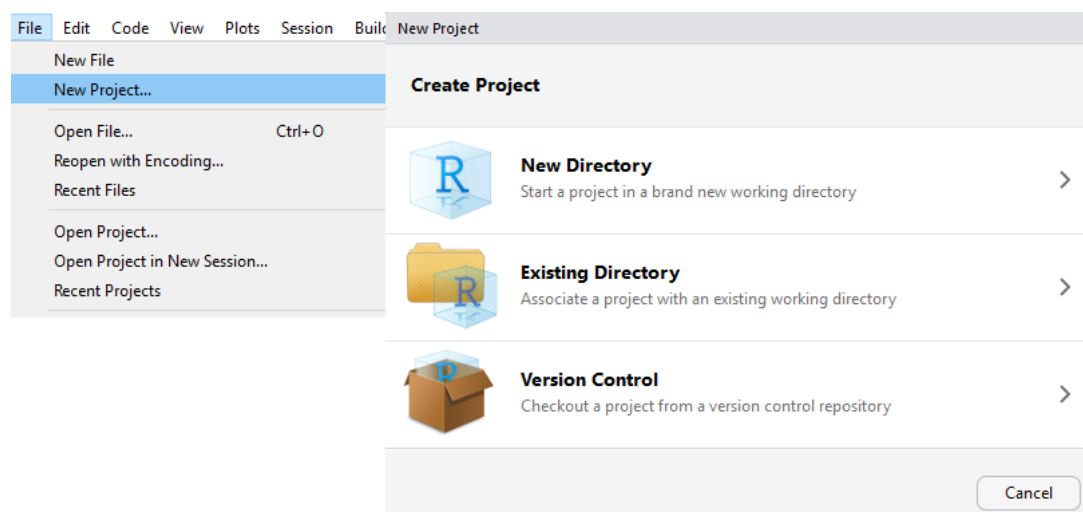 File Edit Code View Plots Session Build
New File
New Project...
Open File... Ctrl+O
Reopen with Encoding...
Recent Files
Open Project...
Open Project in New Session...
Recent Projects
New Project
Create Project
R
New Directory
Start a project in a brand new working directory
R
Existing Directory
Associate a project with an existing working directory
R
Version Control
Checkout a project from a version control repository
Cancel